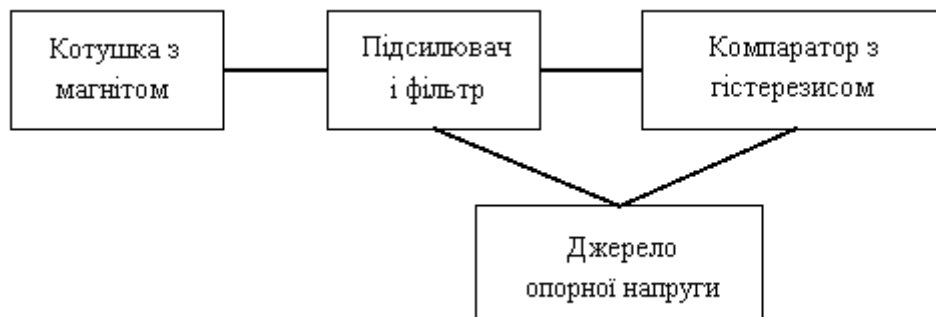 Котушка з
магнітом
Підсилювач
і фільтр
Компаратор з
гістерезисом
Джерело
опорної напруги